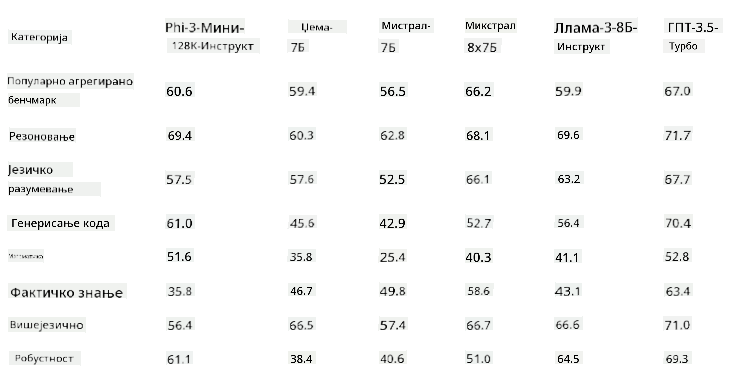 Phi-3-Мини- Џема- Мистрал- Микстрал Ллама-3-8Б- ГПТ-3.5-
Категорија 128К-Инструкт 7Б 7Б 8x7Б Инструкт Турбо
Популарно агрегирано
бенчмарк 60.6 59.4 56.5 66.2 59.9 67.0
Резоновање 69.4 60.3 62.8 68.1 69.6 71.7
Језичко
разумевање 57.5 57.6 52.5 66.1 63.2 67.7
Генерисање кода 61.0 45.6 42.9 52.7 56.4 70.4
Математика 51.6 35.8 25.4 40.3 41.1 52.8
Фактичко знање 35.8 46.7 49.8 58.6 43.1 63.4
Вишејезично 56.4 66.5 57.4 66.7 66.6 71.0
Робустност 61.1 38.4 40.6 51.0 64.5 69.3